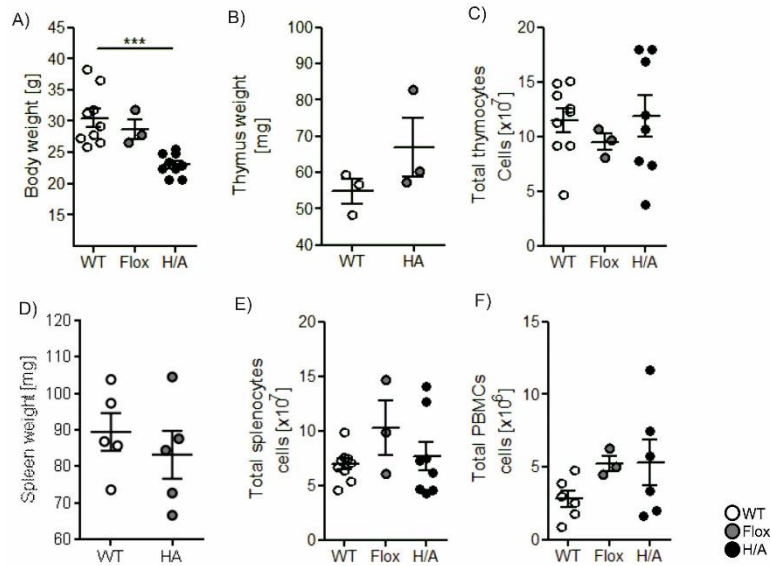 A)
***
Body weight [g]
45
40
35
30
25
20
15
WT Flox H/A
B)
Thymus weight
[mg]
100
90
80
70
60
50
40
WT HA
C)
Total thymocytes
Cells [x10⁷]
20
15
10
5
0
WT Flox H/A
D)
Spleen weight [mg]
120
110
100
90
80
70
60
WT HA
E)
Total splenocytes
cells [x10⁷]
20
15
10
5
0
WT Flox H/A
F)
Total PBMCs
cells [x10⁶]
15
10
5
0
WT Flox H/A
WT
Flox
H/A